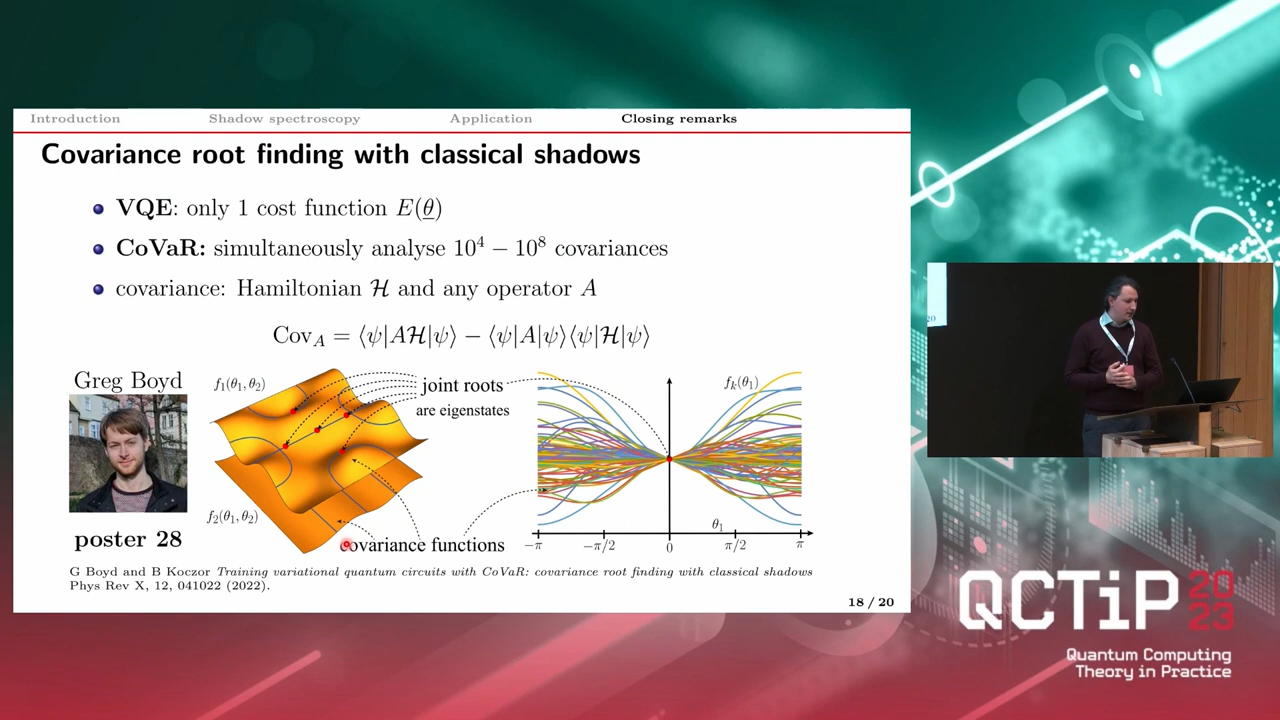 Introduction Shadow spectroscopy Application Closing remarks
Covariance root finding with classical shadows
VQE: only 1 cost function E(θ)
CoVaR: simultaneously analyse 10⁴ − 10⁸ covariances
covariance: Hamiltonian ℋ and any operator A
Cov_A = ⟨ψ|Aℋ|ψ⟩ − ⟨ψ|A|ψ⟩⟨ψ|ℋ|ψ⟩
Greg Boyd
poster 28
f₁(θ₁, θ₂)
f₂(θ₁, θ₂)
joint roots
are eigenstates
covariance functions
f_k(θ₁)
θ₁
−π −π/2 0 π/2 π
G Boyd and B Koczor Training variational quantum circuits with CoVaR: covariance root finding with classical shadows
Phys Rev X, 12, 041022 (2022).
18 / 20
20
QCTiP 2023
Quantum Computing
Theory in Practice